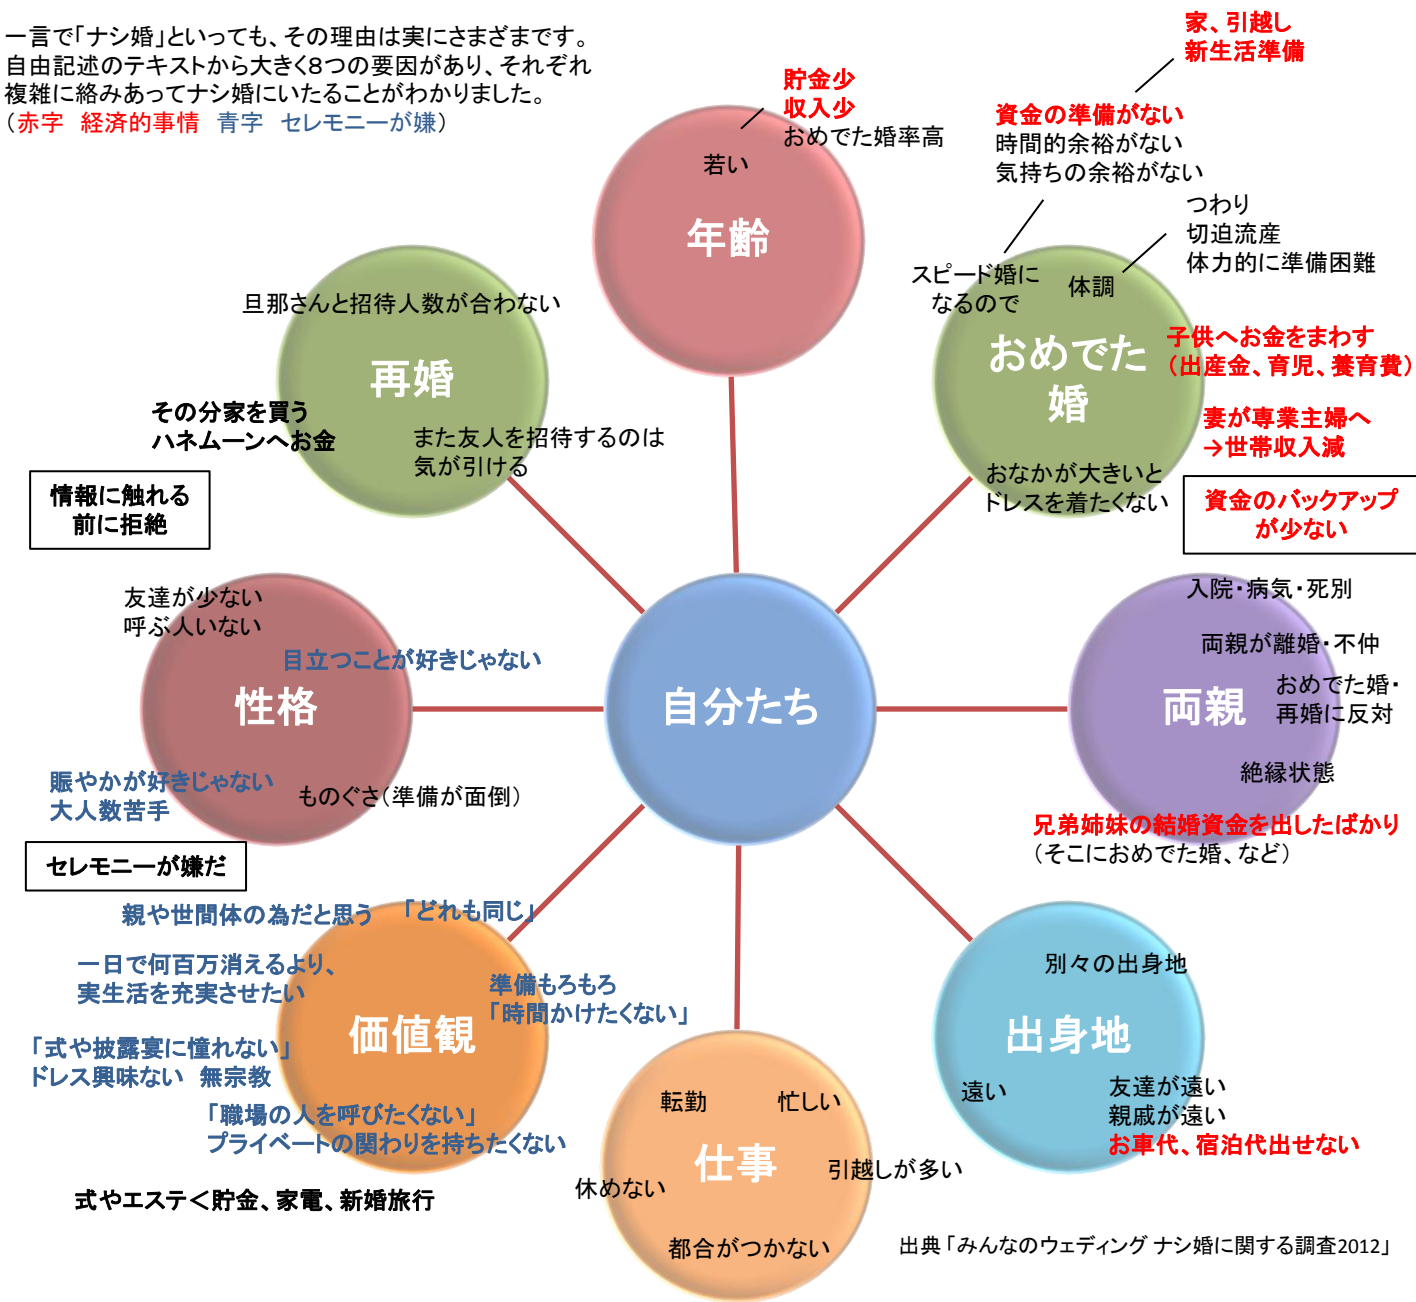 一言で「ナシ婚」といっても、その理由は実にさまざまです。
自由記述のテキストから大きく8つの要因があり、それぞれ
複雑に絡みあってナシ婚にいたることがわかりました。
（赤字　経済的事情　青字　セレモニーが嫌）
家、引越し
新生活準備
貯金少
収入少
おめでた婚率高
若い
年齢
資金の準備がない
時間的余裕がない
気持ちの余裕がない
つわり
切迫流産
体力的に準備困難
スピード婚に
なるので
体調
おめでた
婚
子供へお金をまわす
（出産金、育児、養育費）
妻が専業主婦へ
→世帯収入減
おなかが大きいと
ドレスを着たくない
資金のバックアップ
が少ない
旦那さんと招待人数が合わない
再婚
その分家を買う
ハネムーンへお金
また友人を招待するのは
気が引ける
情報に触れる
前に拒絶
友達が少ない
呼ぶ人いない
目立つことが好きじゃない
性格
賑やかが好きじゃない
大人数苦手
ものぐさ（準備が面倒）
自分たち
入院・病気・死別
両親が離婚・不仲
両親
おめでた婚・
再婚に反対
絶縁状態
兄弟姉妹の結婚資金を出したばかり
（そこにおめでた婚、など）
セレモニーが嫌だ
親や世間体の為だと思う
「どれも同じ」
一日で何百万消えるより、
実生活を充実させたい
準備もろもろ
「時間かけたくない」
価値観
「式や披露宴に憧れない」
ドレス興味ない　無宗教
「職場の人を呼びたくない」
プライベートの関わりを持ちたくない
式やエステ＜貯金、家電、新婚旅行
転勤
忙しい
仕事
引越しが多い
休めない
都合がつかない
別々の出身地
出身地
遠い
友達が遠い
親戚が遠い
お車代、宿泊代出せない
出典「みんなのウェディング ナシ婚に関する調査2012」